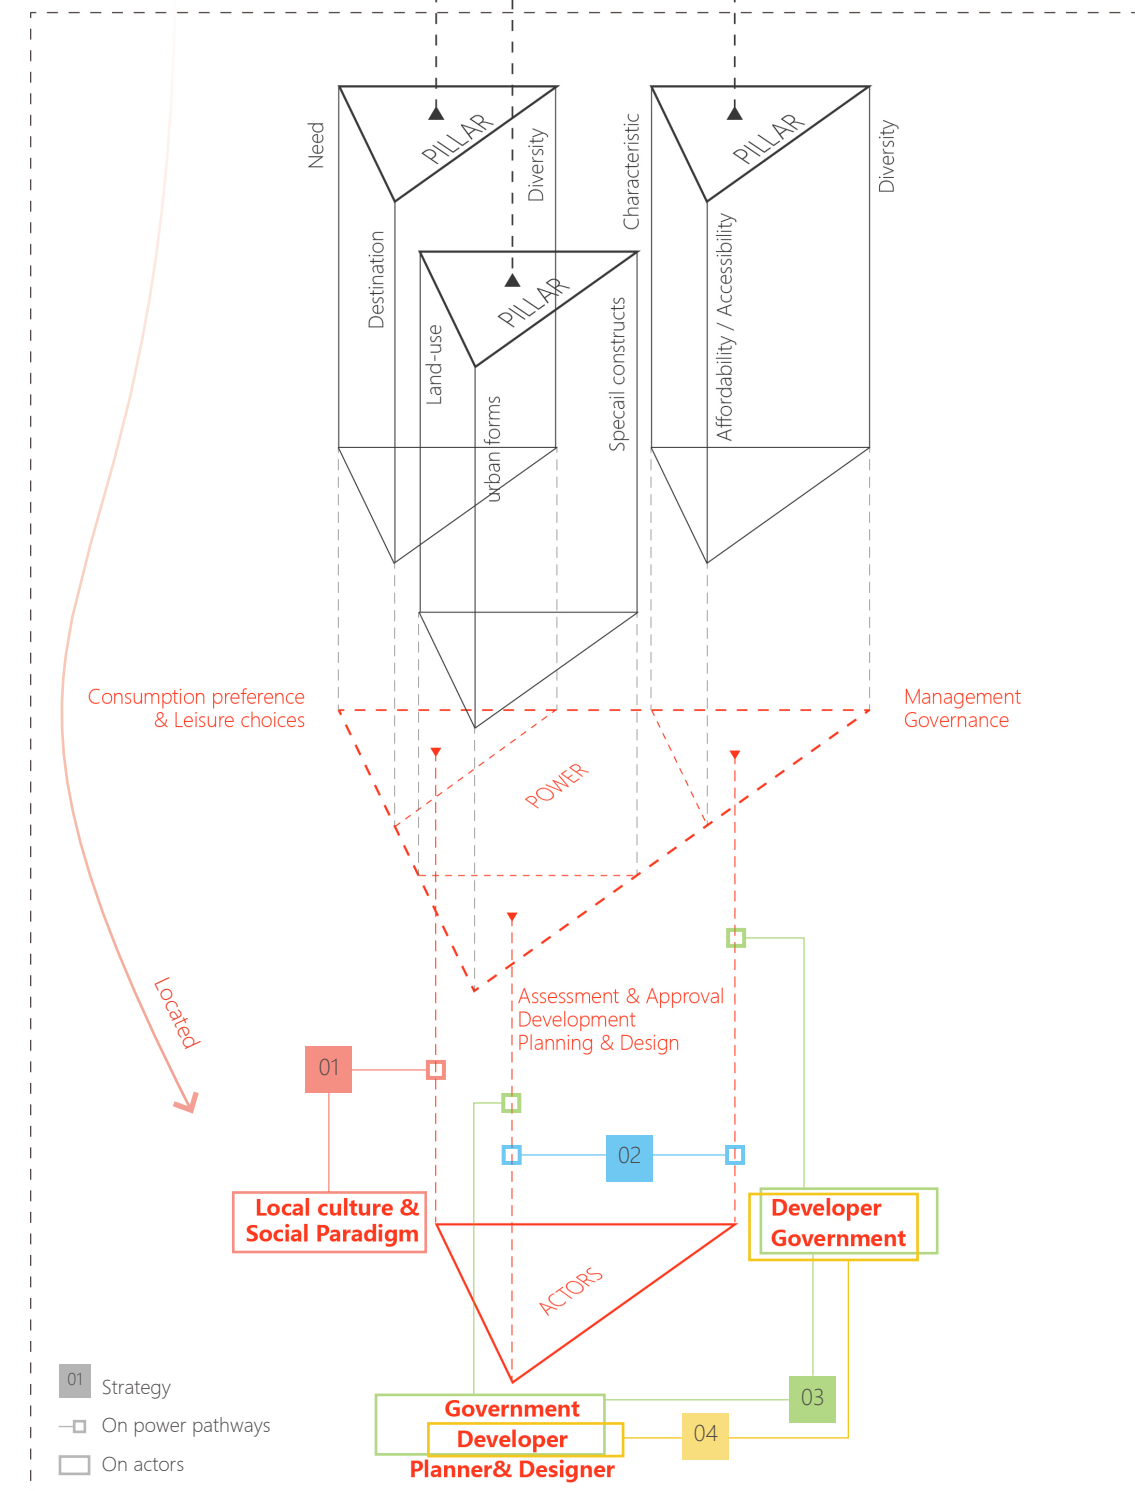 Need
PILLAR
Diversity
Characteristic
PILLAR
Diversity
Destination
Affordability / Accessibility
PILLAR
Land-use
urban forms
Specail constructs
Consumption preference
& Leisure choices
Management
Governance
POWER
Located
Assessment & Approval
Development
Planning & Design
01
02
Local culture &
Social Paradigm
Developer
Government
ACTORS
03
04
Government
Developer
Planner& Designer
01
Strategy
On power pathways
On actors